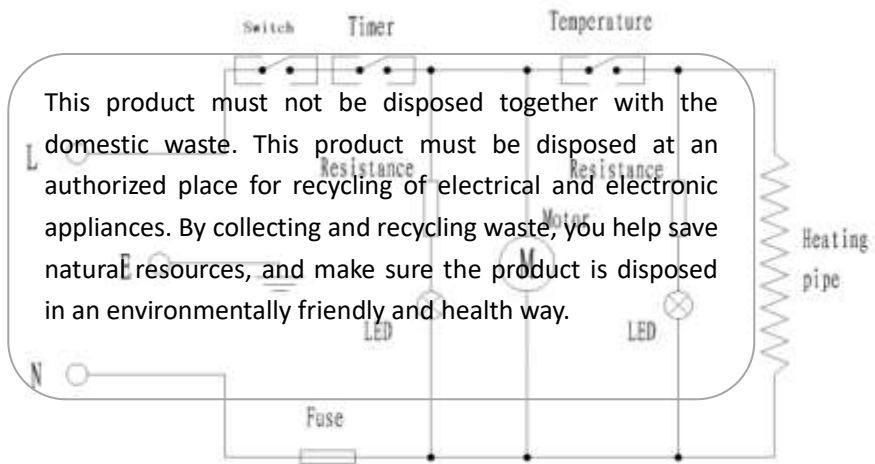 Switch Timer Temperature
This product must not be disposed together with the
domestic waste. This product must be disposed at an
authorized place for recycling of electrical and electronic
appliances. By collecting and recycling waste, you help save
natural resources, and make sure the product is disposed
in an environmentally friendly and health way.
L
Resistance Resistance
Motor
E
M
Heating
pipe
LED LED
N
Fuse